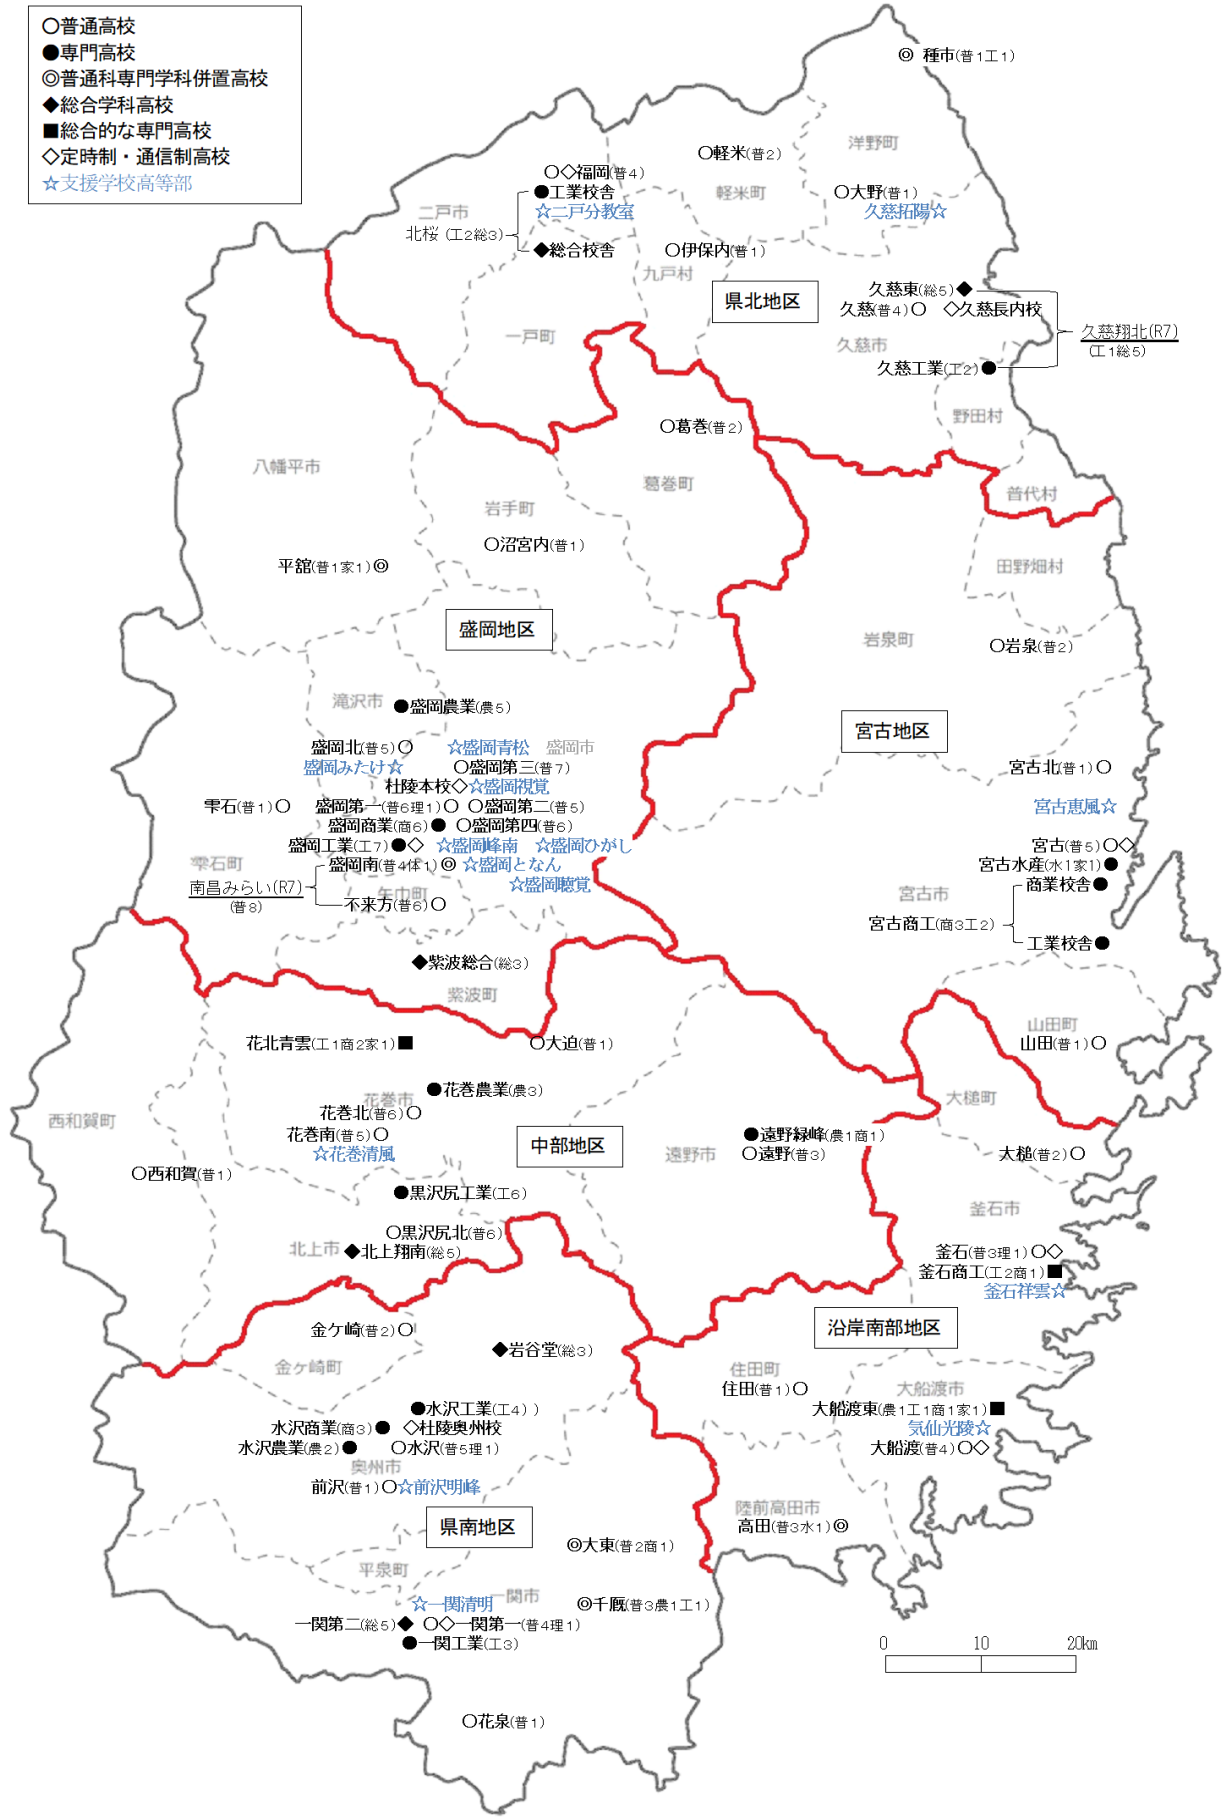 〇普通高校
●専門高校
◎普通科専門学科併置高校
◆総合学科高校
■総合的な専門高校
◇定時制・通信制高校
☆支援学校高等部
◎ 種市(普1工1)
洋野町
〇軽米(普2)
軽米町
〇大野(普1)
久慈拓陽☆
〇◇福岡(普4)
●工業校舎
☆二戸分教室
二戸市
北桜 (工2総3)
◆総合校舎
〇伊保内(普1)
九戸村
県北地区
久慈東(総5)◆
久慈(普4)〇 ◇久慈長内校
久慈翔北(R7)
(工1総5)
久慈市
久慈工業(工2)●
一戸町
野田村
〇葛巻(普2)
八幡平市
葛巻町
普代村
岩手町
〇沼宮内(普1)
平舘(普1家1)◎
田野畑村
盛岡地区
岩泉町
〇岩泉(普2)
滝沢市
●盛岡農業(農5)
宮古地区
盛岡北(普5)〇 ☆盛岡青松 盛岡市
盛岡みたけ☆ 〇盛岡第三(普7)
宮古北(普1)〇
杜陵本校◇☆盛岡視覚
雫石(普1)〇 盛岡第一(普6理1)〇 〇盛岡第二(普5)
宮古恵風☆
盛岡商業(商6)● 〇盛岡第四(普6)
盛岡工業(工7)●◇ ☆盛岡峰南 ☆盛岡ひがし
宮古(普5)〇◇
雫石町
盛岡南(普4体1)◎ ☆盛岡となん
宮古水産(水1家1)●
南昌みらい(R7)
(普8)
☆盛岡聴覚
商業校舎●
矢巾町
不来方(普6)〇
宮古市
宮古商工(商3工2)
工業校舎●
◆紫波総合(総3)
紫波町
山田町
山田(普1)〇
花北青雲(工1商2家1)■
〇大迫(普1)
●花巻農業(農3)
花巻市
大槌町
花巻北(普6)〇
西和賀町
花巻南(普5)〇
☆花巻清風
中部地区
●遠野緑峰(農1商1)
遠野市
〇遠野(普3)
大槌(普2)〇
〇西和賀(普1)
●黒沢尻工業(工6)
釜石市
〇黒沢尻北(普6)
北上市
◆北上翔南(総5)
釜石(普3理1)〇◇
釜石商工(工2商1)■
釜石祥雲☆
金ケ崎(普2)〇
沿岸南部地区
◆岩谷堂(総3)
金ヶ崎町
住田町
住田(普1)〇
大船渡市
●水沢工業(工4) )
大船渡東(農1工1商1家1)■
水沢商業(商3)● ◇杜陵奥州校
気仙光陵☆
水沢農業(農2)● 〇水沢(普5理1)
大船渡(普4)〇◇
奥州市
前沢(普1)〇☆前沢明峰
陸前高田市
高田(普3水1)◎
県南地区
◎大東(普2商1)
平泉町
☆一関清明
一関市
◎千厩(普3農1工1)
一関第二(総5)◆ 〇◇一関第一(普4理1)
●一関工業(工3)
0 10 20km
〇花泉(普1)